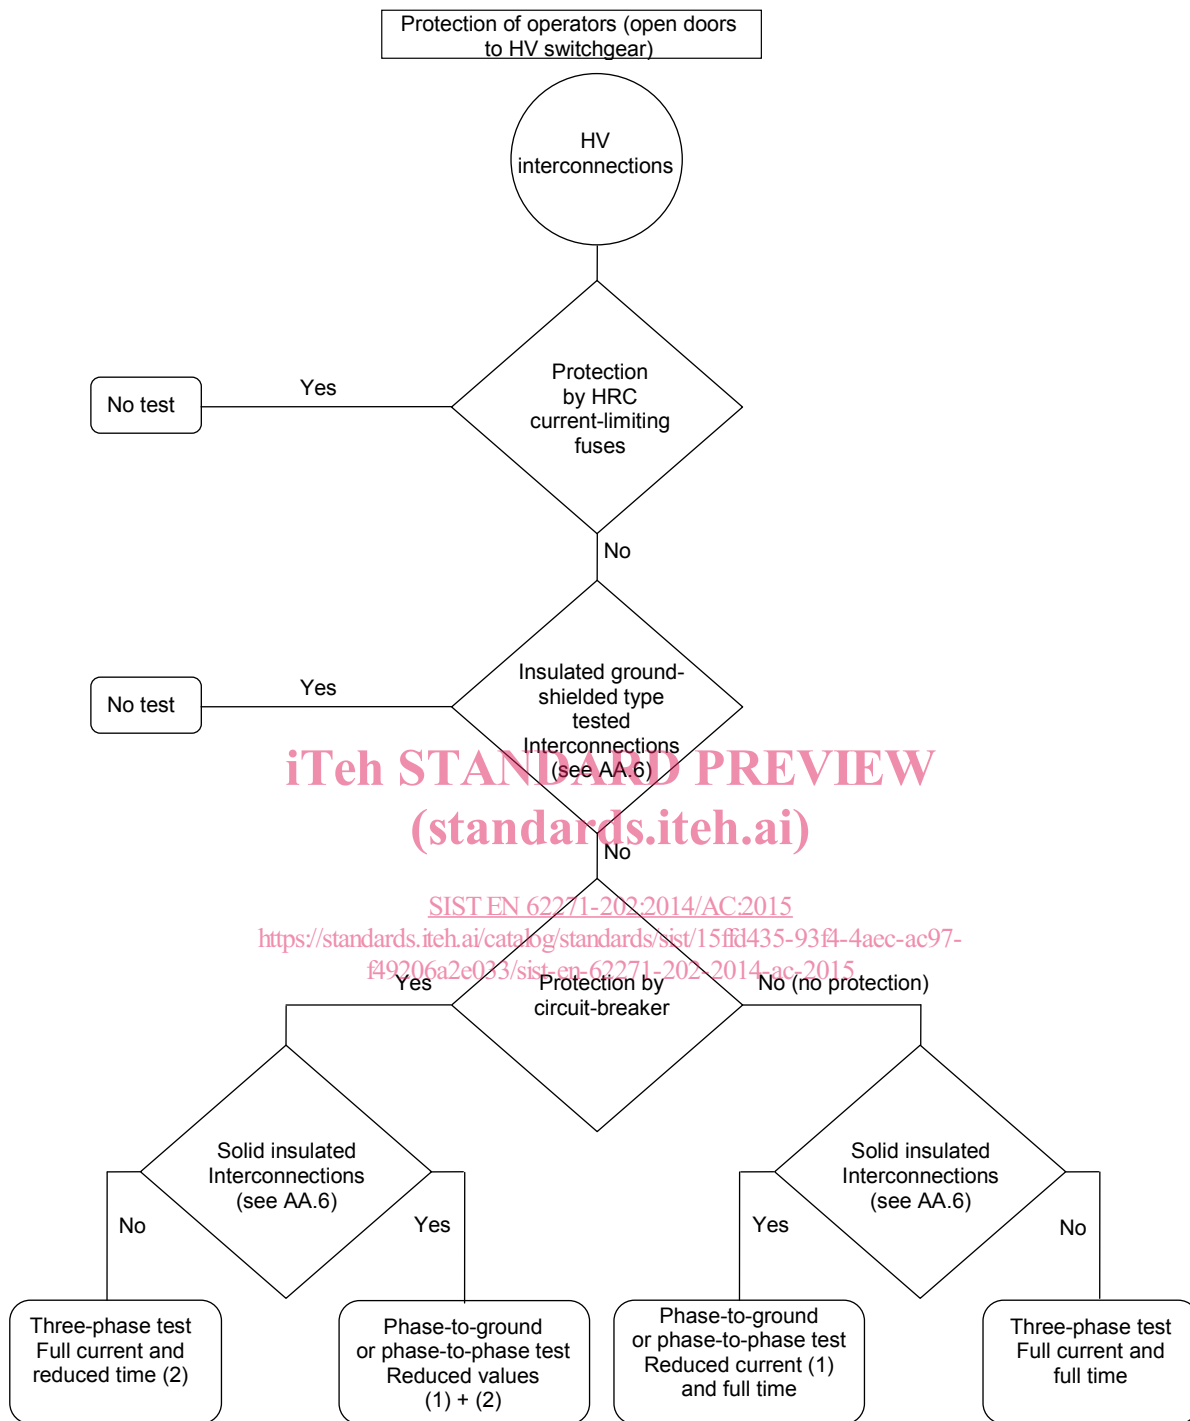 Protection of operators (open doors
to HV switchgear)
HV
interconnections
Protection
by HRC
current-limiting
fuses
Yes
No test
No
Insulated ground-
shielded type
tested
Interconnections
(see AA.6)
Yes
No test
iTeh STANDARD PREVIEW
(standards.iteh.ai)
No
SIST EN 62271-202:2014/AC:2015
https://standards.iteh.ai/catalog/standards/sist/15ffd435-93f4-4aec-ac97-
f49206a2e033/sist-en-62271-202-2014-ac-2015
Yes
Protection by
circuit-breaker
No (no protection)
Solid insulated
Interconnections
(see AA.6)
No
Yes
Solid insulated
Interconnections
(see AA.6)
Yes
No
Three-phase test
Full current and
reduced time (2)
Phase-to-ground
or phase-to-phase test
Reduced values
(1) + (2)
Phase-to-ground
or phase-to-phase test
Reduced current (1)
and full time
Three-phase test
Full current and
full time